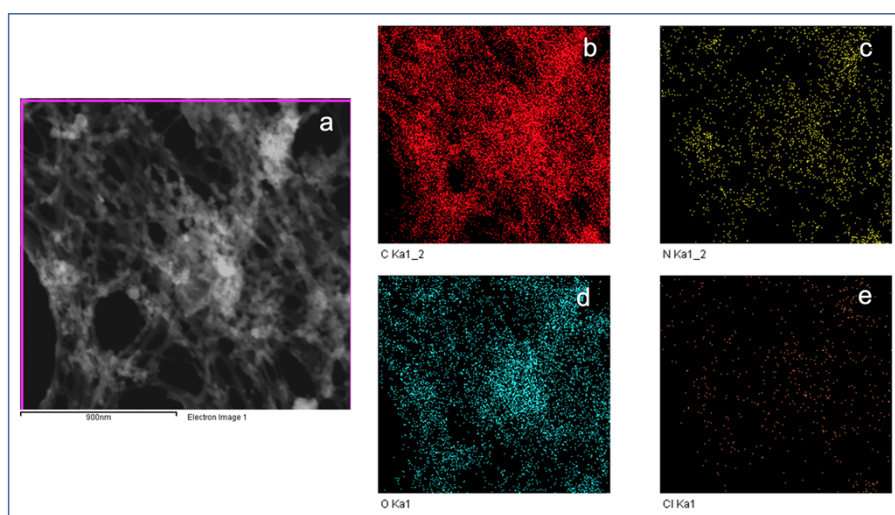 a
b
c
C Ka1_2
N Ka1_2
d
e
900nm
Electron Image 1
O Ka1
Cl Ka1